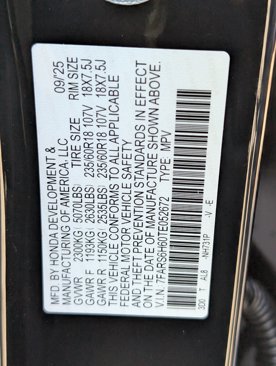 MFD. BY HONDA DEVELOPMENT & 09/25
MANUFACTURING OF AMERICA, LLC
GVWR 2300KG( 5070LBS) TIRE SIZE RIM SIZE
GAWR F 1193KG( 2630LBS) 235/60R18 107V 18X7.5J
GAWR R 1150KG( 2535LBS) 235/60R18 107V 18X7.5J
THIS VEHICLE CONFORMS TO ALL APPLICABLE
FEDERAL MOTOR VEHICLE SAFETY AND
THEFT PREVENTION STANDARDS IN EFFECT
ON THE DATE OF MANUFACTURE SHOWN ABOVE.
V.I.N: 7FARS6H60TE052672 TYPE: MPV
300 T AL8 -NH731P -V -E